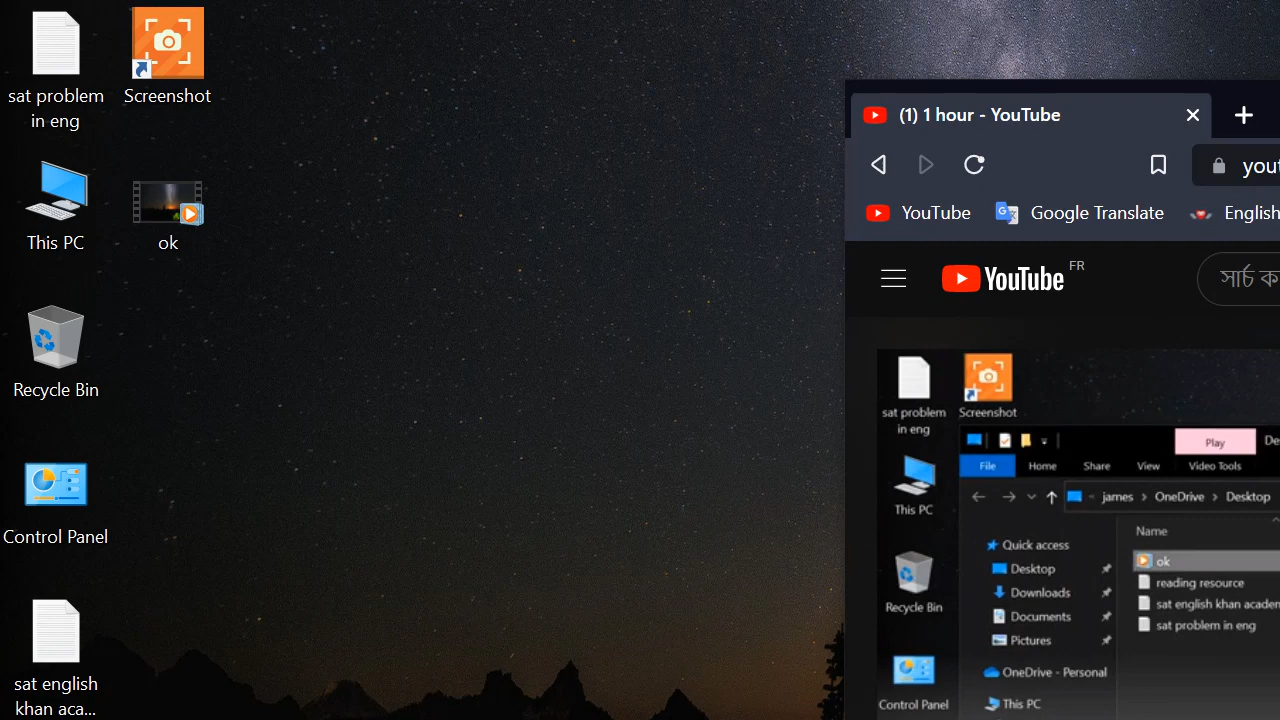 sat problem
in eng
Screenshot
This PC
ok
Recycle Bin
Control Panel
sat english
khan aca...
(1) 1 hour - YouTube
YouTube
Google Translate
English
YouTube
FR
sat problem
in eng
Screenshot
Play
File
Home
Share
View
Video Tools
This PC
james
OneDrive
Desktop
Name
Quick access
ok
Desktop
reading resource
Downloads
sat english khan
Recycle Bin
Documents
sat problem in eng
Pictures
OneDrive - Personal
Control Panel
This PC